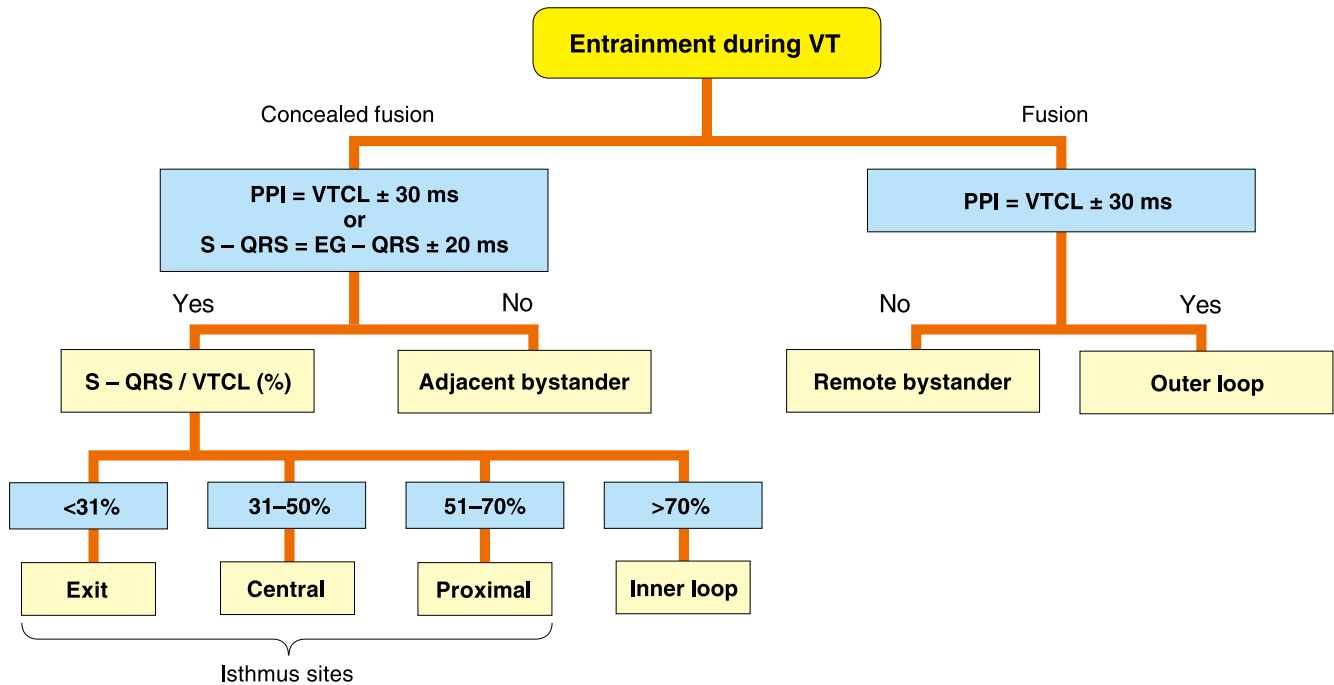 Entrainment during VT
Concealed fusion
Fusion
PPI = VTCL ± 30 ms
or
S – QRS = EG – QRS ± 20 ms
PPI = VTCL ± 30 ms
Yes
No
No
Yes
S – QRS / VTCL (%)
Adjacent bystander
Remote bystander
Outer loop
<31%
31–50%
51–70%
>70%
Exit
Central
Proximal
Inner loop
Isthmus sites